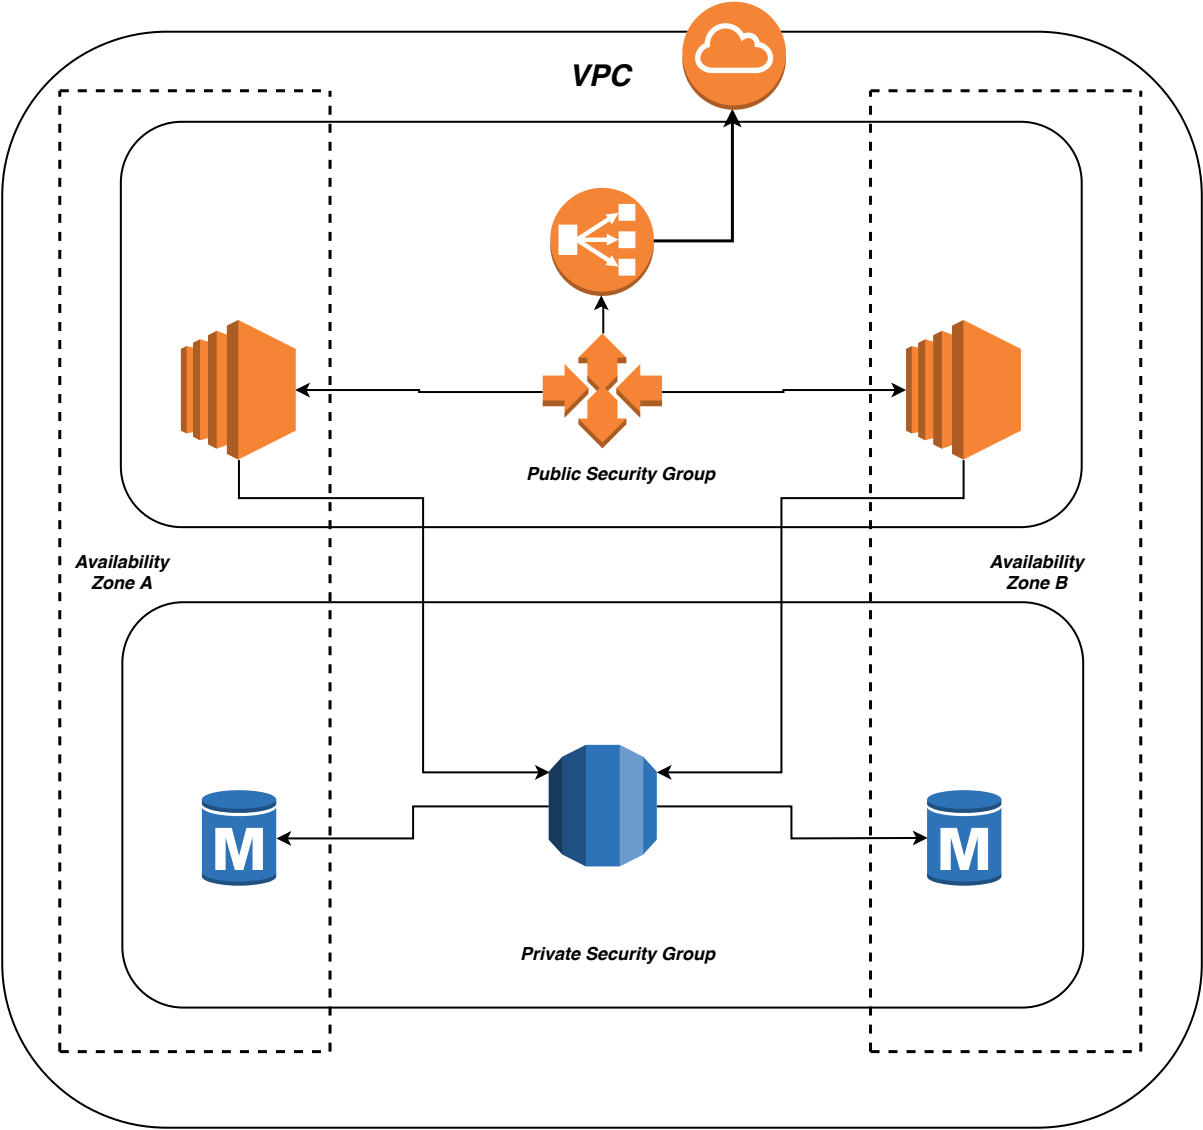 VPC
Public Security Group
Availability
Zone A
Availability
Zone B
M
M
Private Security Group